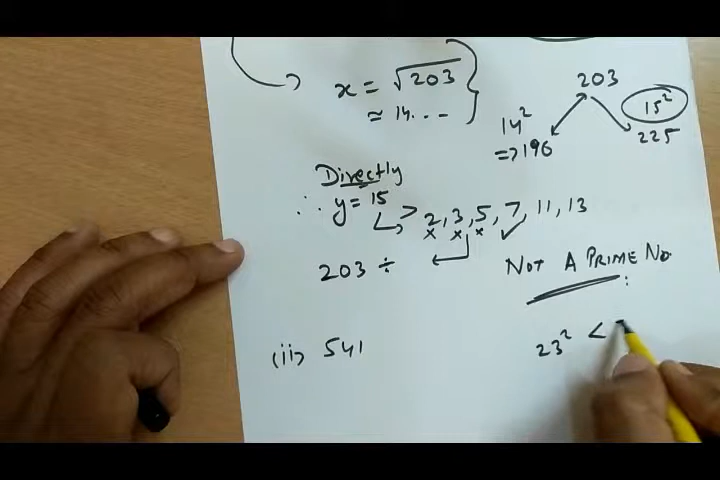 x = √203
≈ 14. . - -
203
14² 15²
=> 196 225
Directly
∴ y = 15
> 2, 3, 5, 7, 11, 13
x x x ✓
203 ÷
NOT A PRIME NO.
(ii) 541
23² <